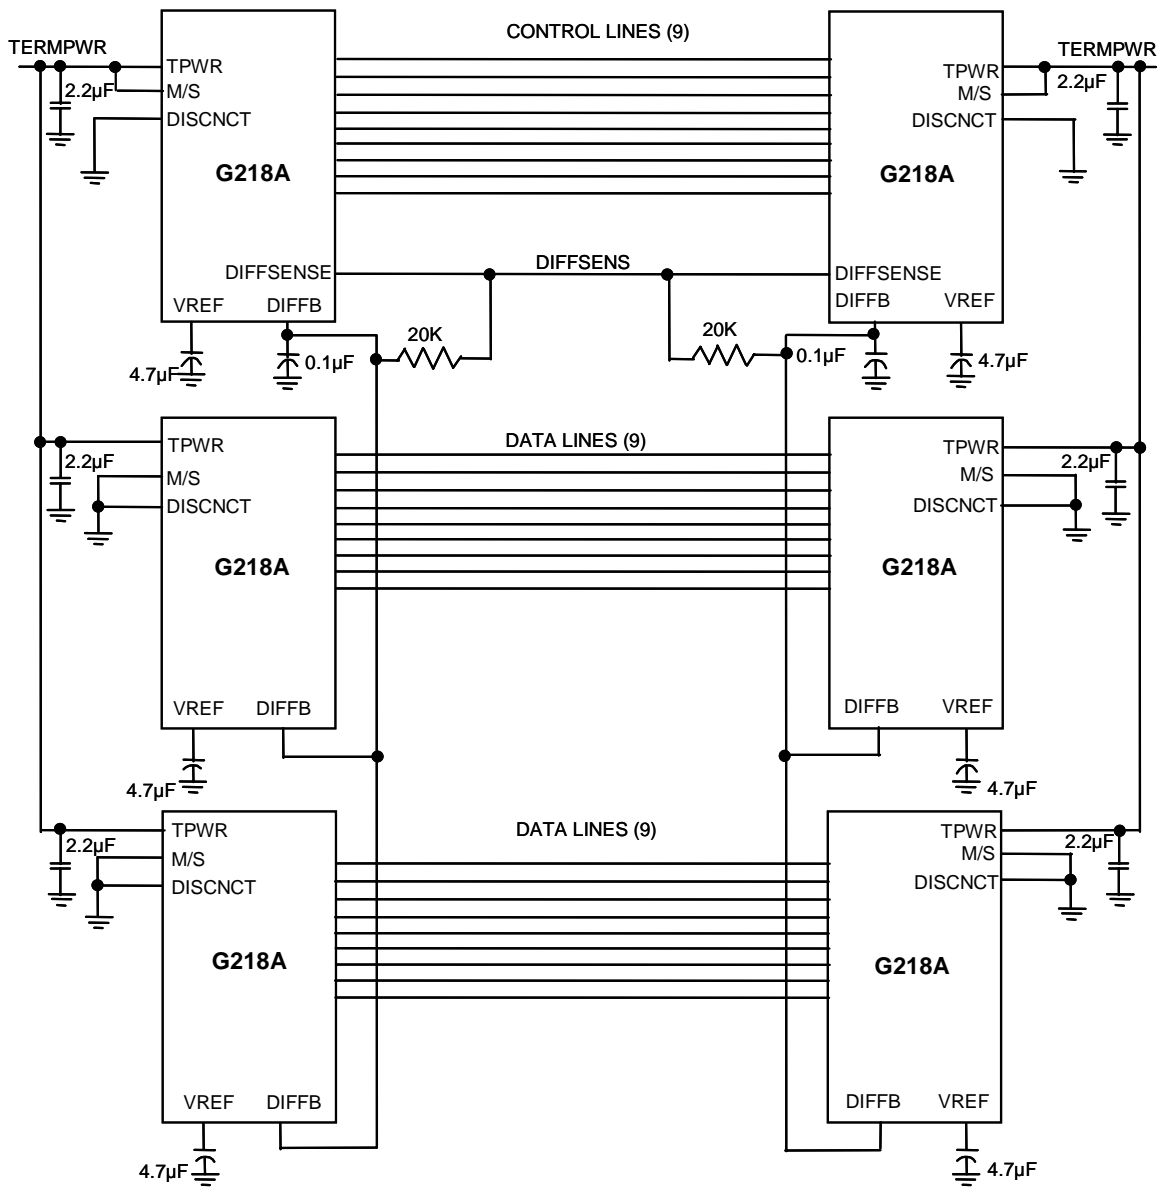 CONTROL LINES (9)
TERMPWR
TERMPWR
TPWR
2.2µF
M/S
DISCNCT
G218A
DIFFSENSE
VREF DIFFB
4.7µF
0.1µF
20K
DIFFSENS
20K
TPWR
M/S
2.2µF
DISCNCT
G218A
DIFFSENSE
DIFFB VREF
0.1µF
4.7µF
DATA LINES (9)
TPWR
2.2µF
M/S
DISCNCT
G218A
VREF DIFFB
4.7µF
TPWR
M/S
2.2µF
DISCNCT
G218A
DIFFB VREF
4.7µF
DATA LINES (9)
TPWR
2.2µF
M/S
DISCNCT
G218A
VREF DIFFB
4.7µF
TPWR
2.2µF
M/S
DISCNCT
G218A
DIFFB VREF
4.7µF